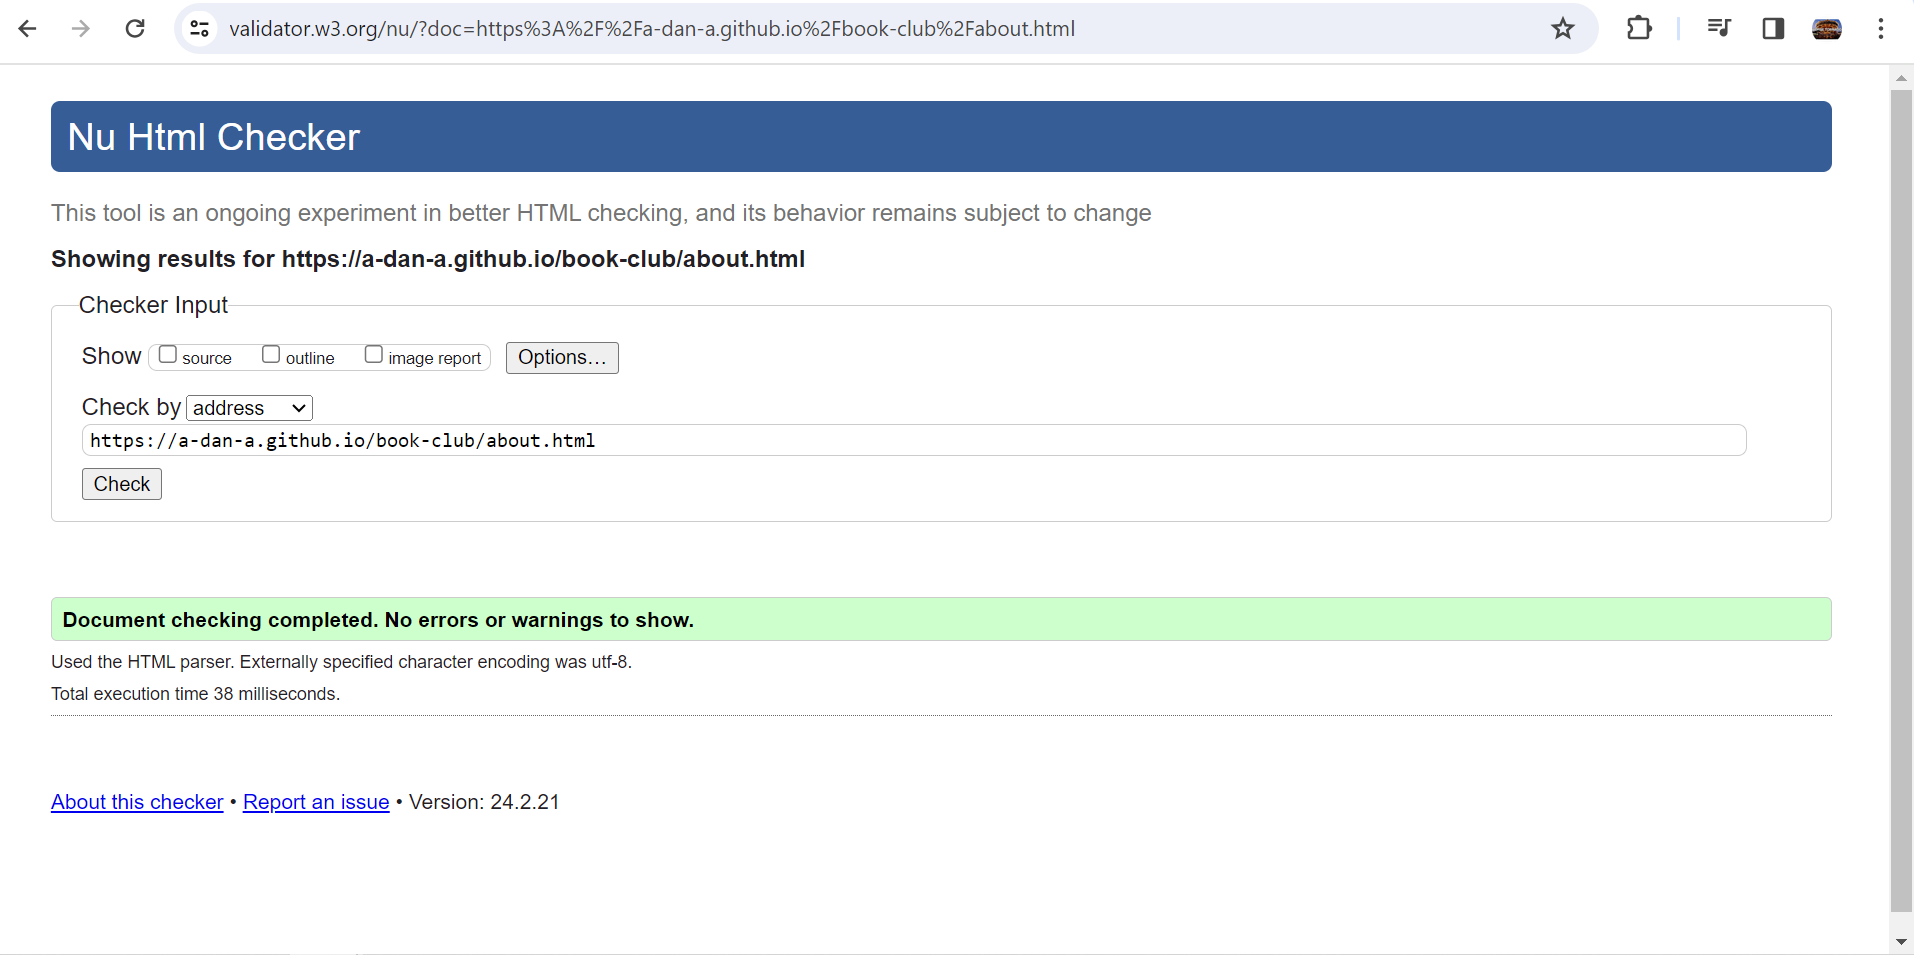 validator.w3.org/nu/?doc=https%3A%2F%2Fa-dan-a.github.io%2Fbook-club%2Fabout.html
Nu Html Checker
This tool is an ongoing experiment in better HTML checking, and its behavior remains subject to change
Showing results for https://a-dan-a.github.io/book-club/about.html
Checker Input
Show source outline image report Options...
Check by address
https://a-dan-a.github.io/book-club/about.html
Check
Document checking completed. No errors or warnings to show.
Used the HTML parser. Externally specified character encoding was utf-8.
Total execution time 38 milliseconds.
About this checker • Report an issue • Version: 24.2.21